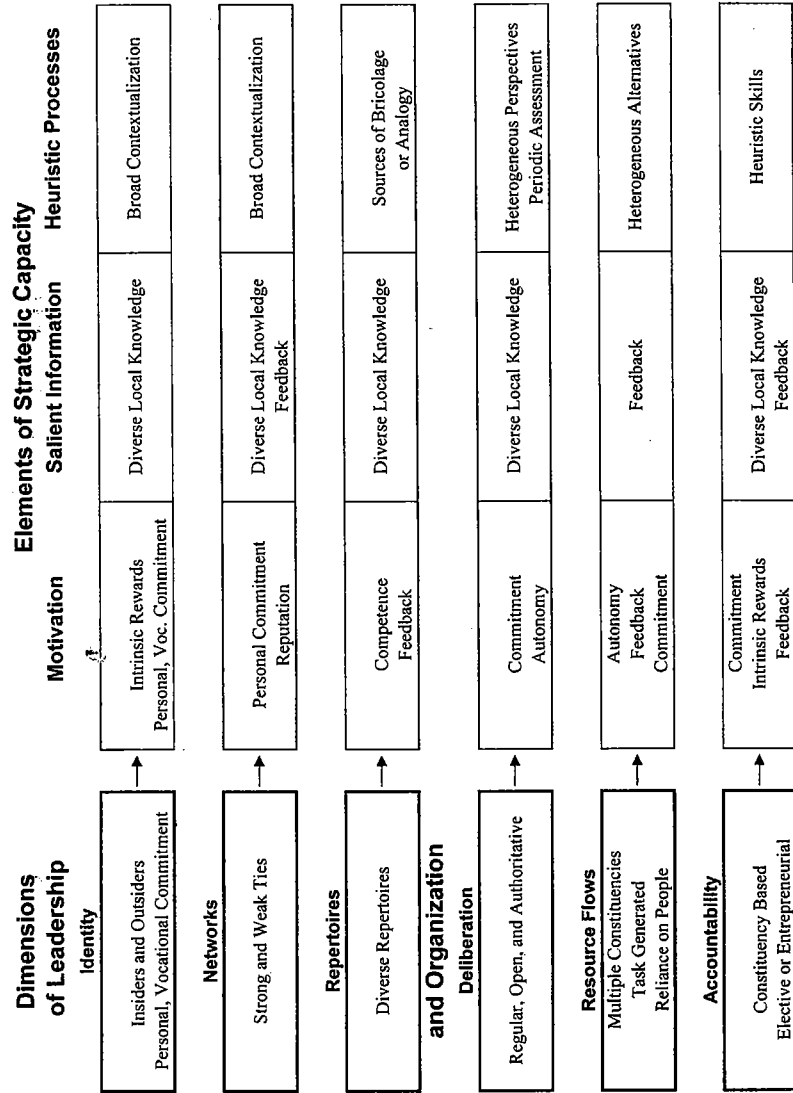 Elements of Strategic Capacity
Dimensions
of Leadership
Motivation
Salient Information
Heuristic Processes
Identity
Insiders and Outsiders
Personal, Vocational Commitment
Intrinsic Rewards
Personal, Voc. Commitment
Diverse Local Knowledge
Broad Contextualization
Networks
Strong and Weak Ties
Personal Commitment
Reputation
Diverse Local Knowledge
Feedback
Broad Contextualization
Repertoires
Diverse Repertoires
Competence
Feedback
Diverse Local Knowledge
Sources of Bricolage
or Analogy
and Organization
Deliberation
Regular, Open, and Authoritative
Commitment
Autonomy
Diverse Local Knowledge
Heterogeneous Perspectives
Periodic Assessment
Resource Flows
Multiple Constituencies
Task Generated
Reliance on People
Autonomy
Feedback
Commitment
Feedback
Heterogeneous Alternatives
Accountability
Constituency Based
Elective or Entrepreneurial
Commitment
Intrinsic Rewards
Feedback
Diverse Local Knowledge
Feedback
Heuristic Skills